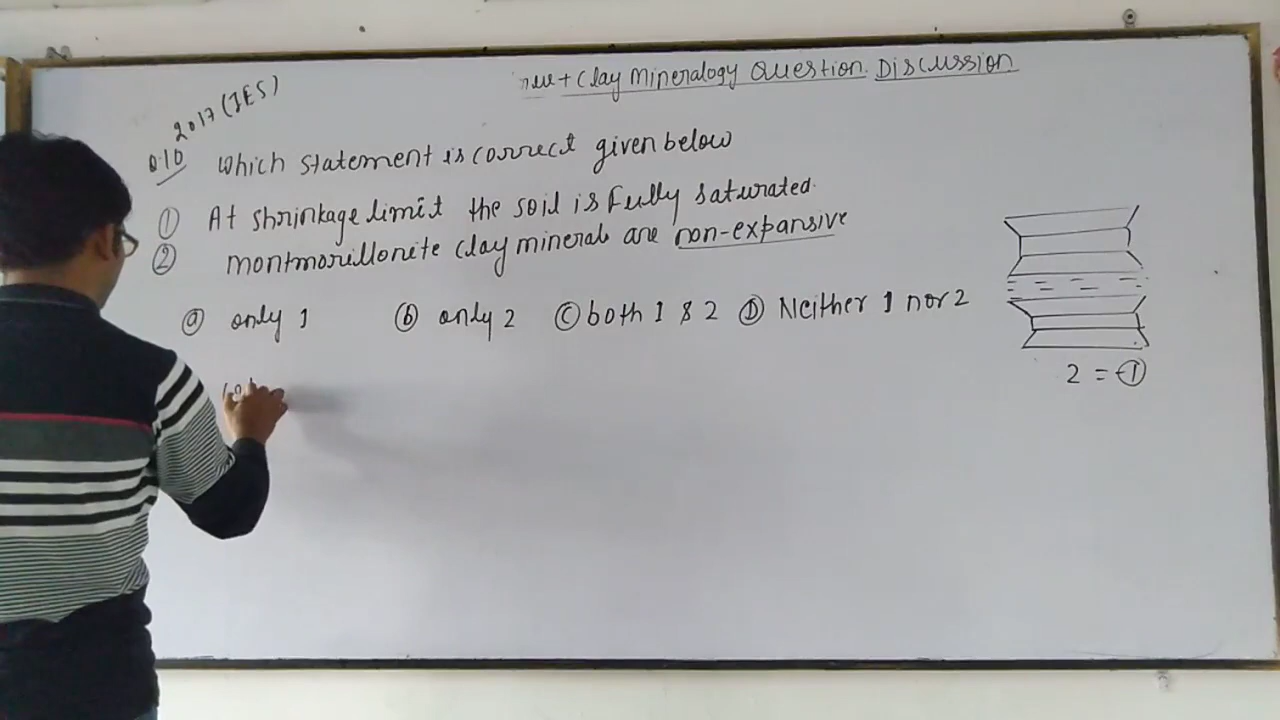 + Clay Mineralogy Question Discussion
2017 (IES)
Q.10 Which statement is correct given below
① At shrinkage limit the soil is fully saturated.
② montmorillonite clay minerals are non-expansive
ⓐ only 1 ⓑ only 2 Ⓒ both 1 & 2 Ⓓ Neither 1 nor 2
2 = ①